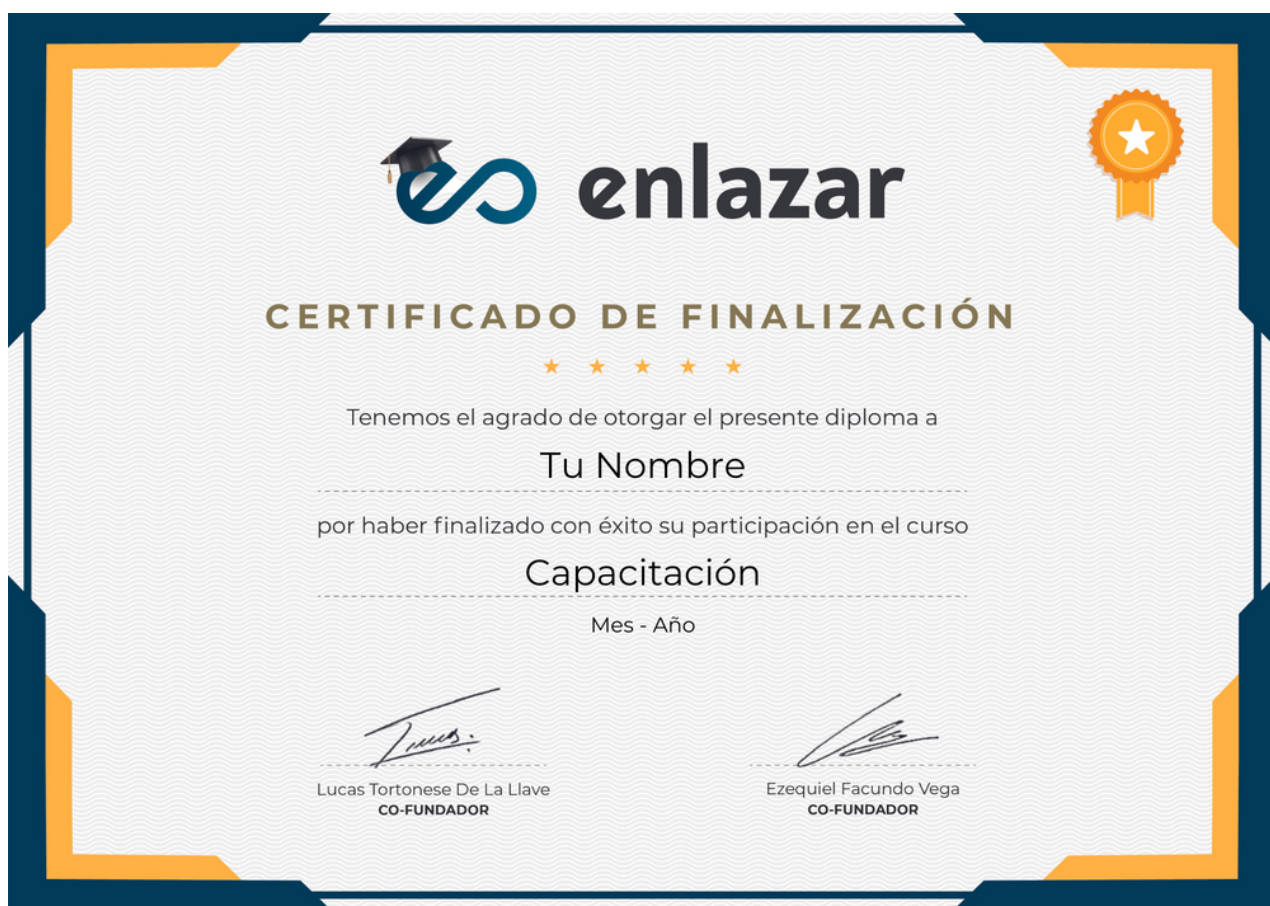 enlazar
CERTIFICADO DE FINALIZACIÓN
Tenemos el agrado de otorgar el presente diploma a
Tu Nombre
por haber finalizado con éxito su participación en el curso
Capacitación
Mes - Año
Lucas Tortonese De La Llave
CO-FUNDADOR
Ezequiel Facundo Vega
CO-FUNDADOR